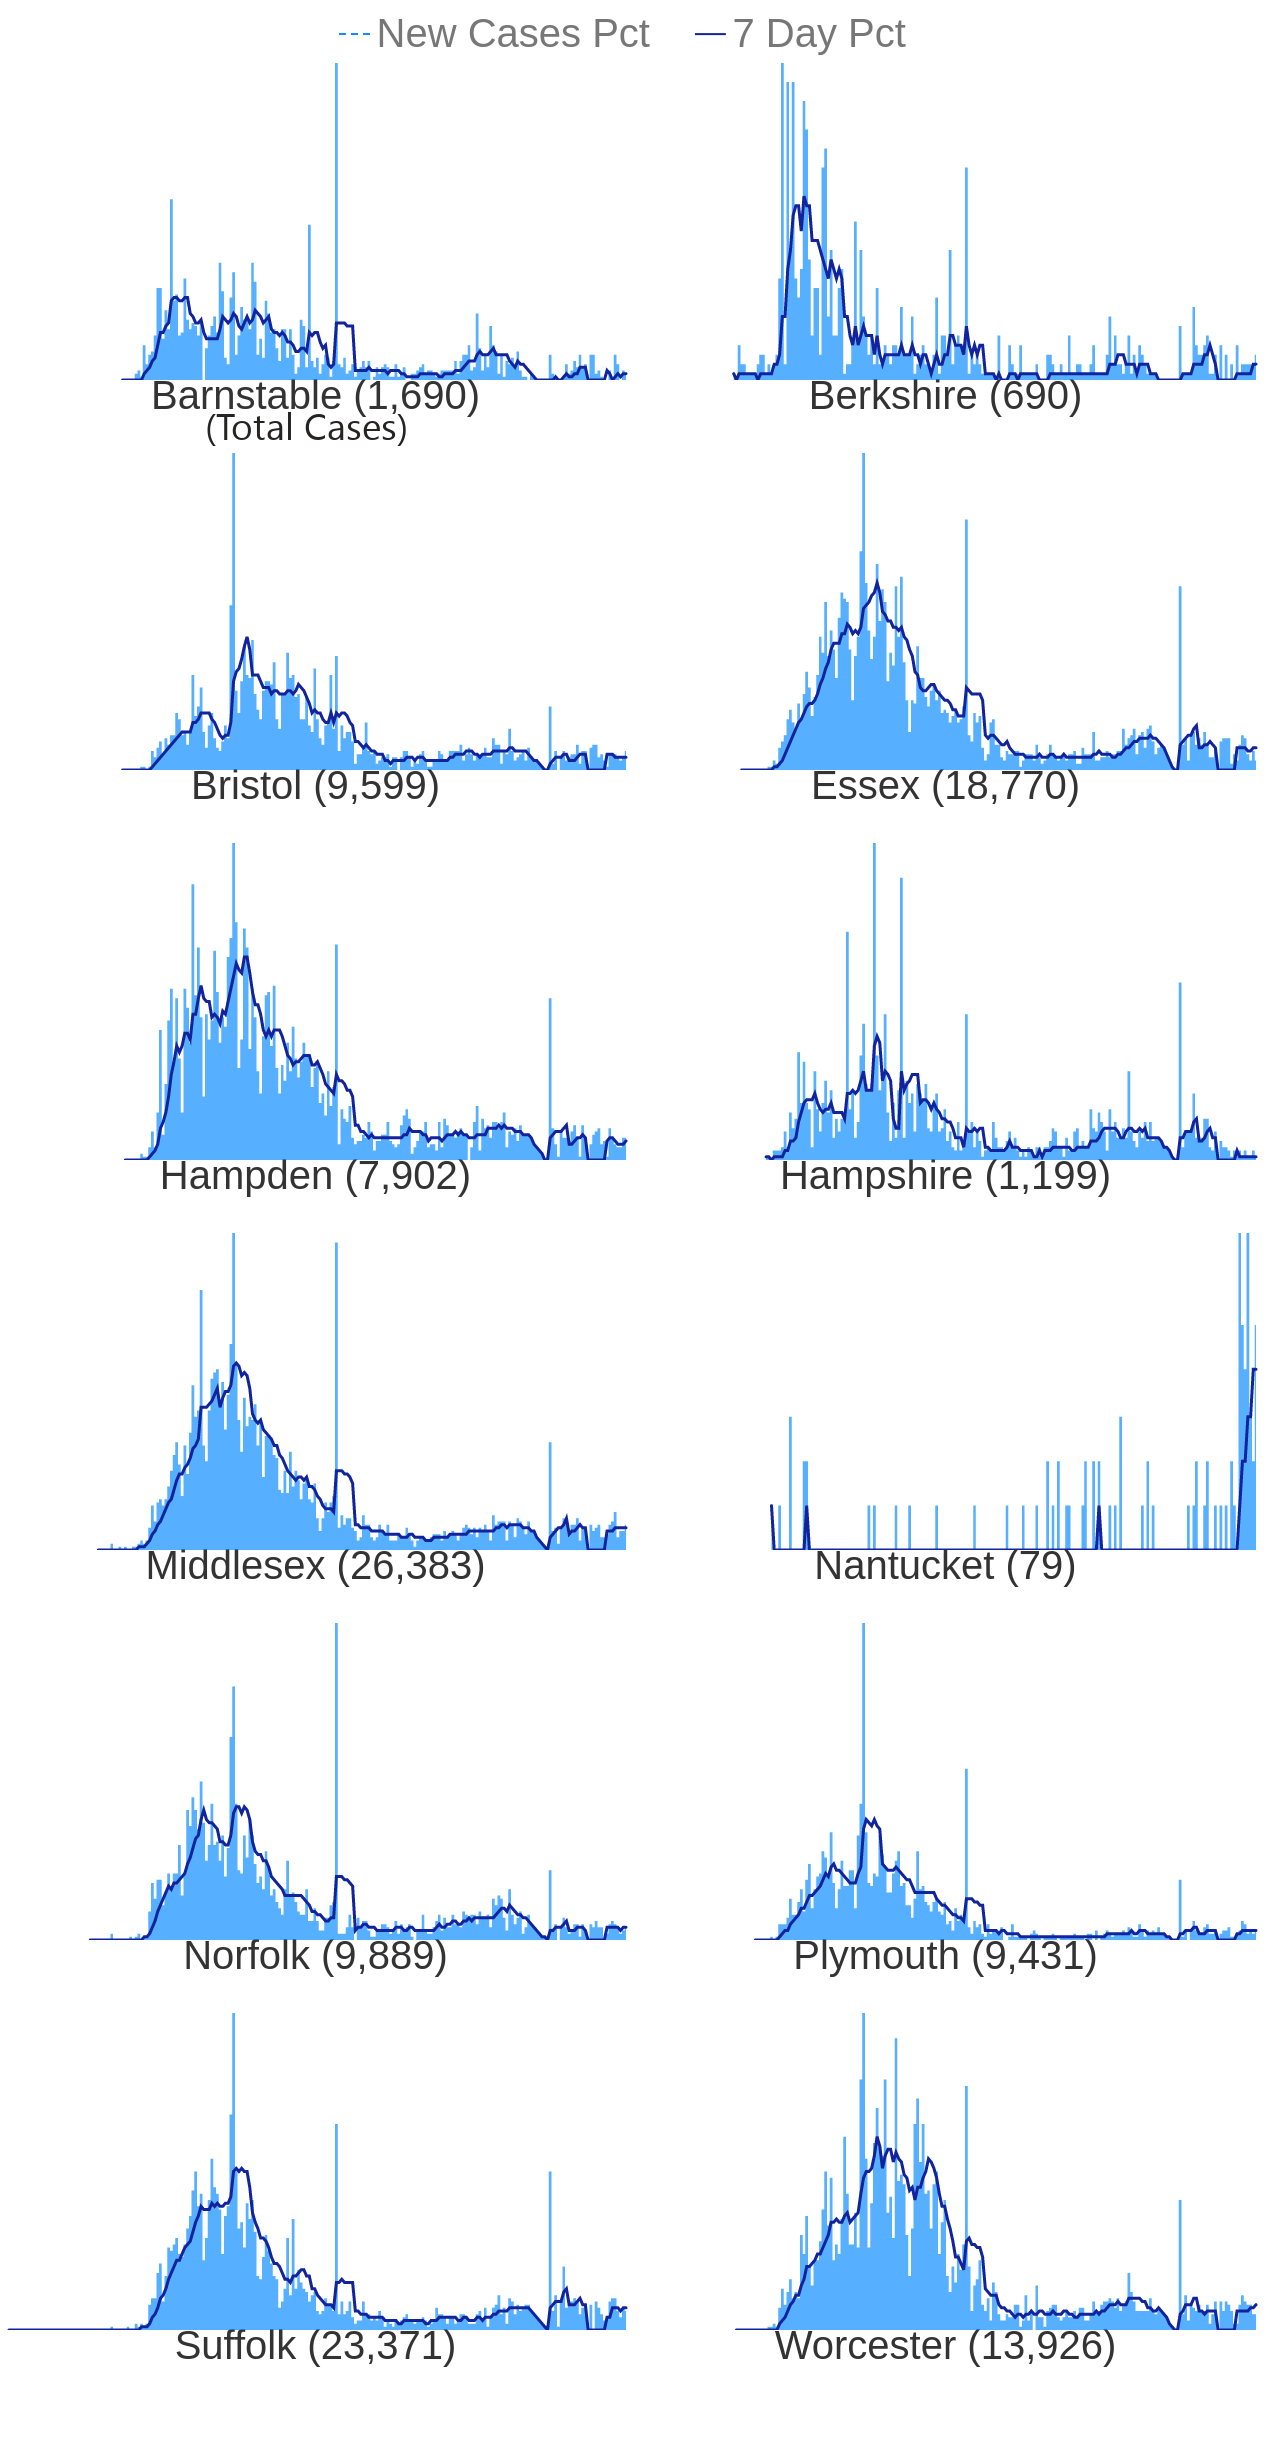 New Cases Pct 7 Day Pct
Barnstable (1,690) Berkshire (690)
(Total Cases)
Bristol (9,599) Essex (18,770)
Hampden (7,902) Hampshire (1,199)
Middlesex (26,383) Nantucket (79)
Norfolk (9,889) Plymouth (9,431)
Suffolk (23,371) Worcester (13,926)